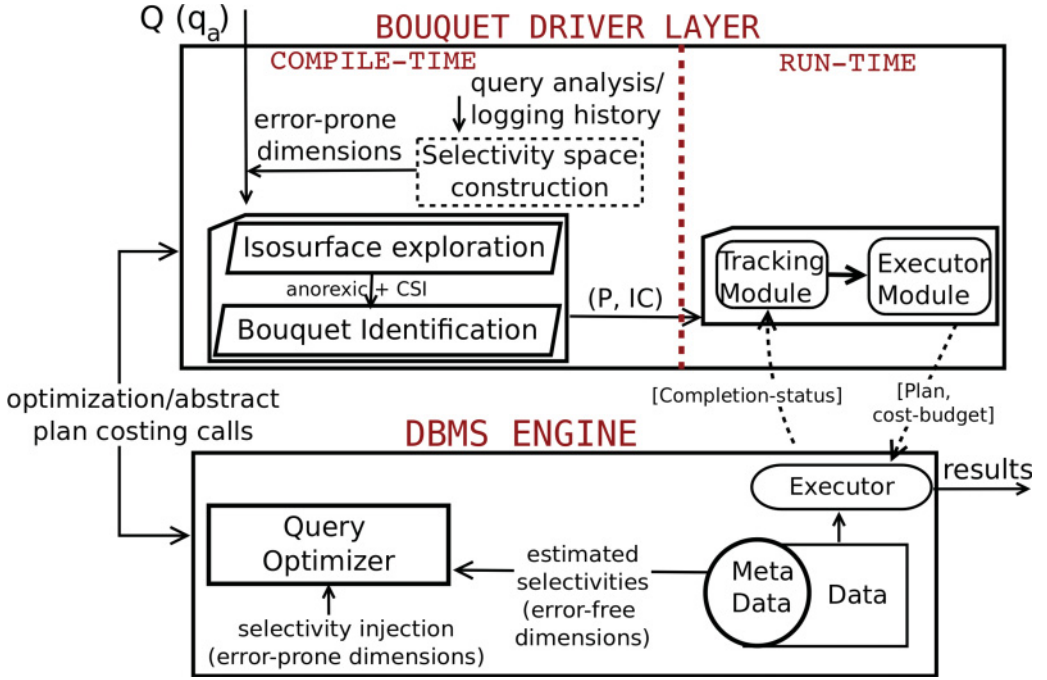 Q (qa)
BOUQUET DRIVER LAYER
COMPILE-TIME
RUN-TIME
query analysis/
logging history
error-prone
dimensions
Selectivity space
construction
Isosurface exploration
anorexic + CSI
Bouquet Identification
(P, IC)
Tracking
Module
Executor
Module
optimization/abstract
plan costing calls
[Completion-status]
[Plan,
cost-budget]
DBMS ENGINE
Executor
results
Query
Optimizer
estimated
selectivities
(error-free
dimensions)
Meta
Data
Data
selectivity injection
(error-prone dimensions)